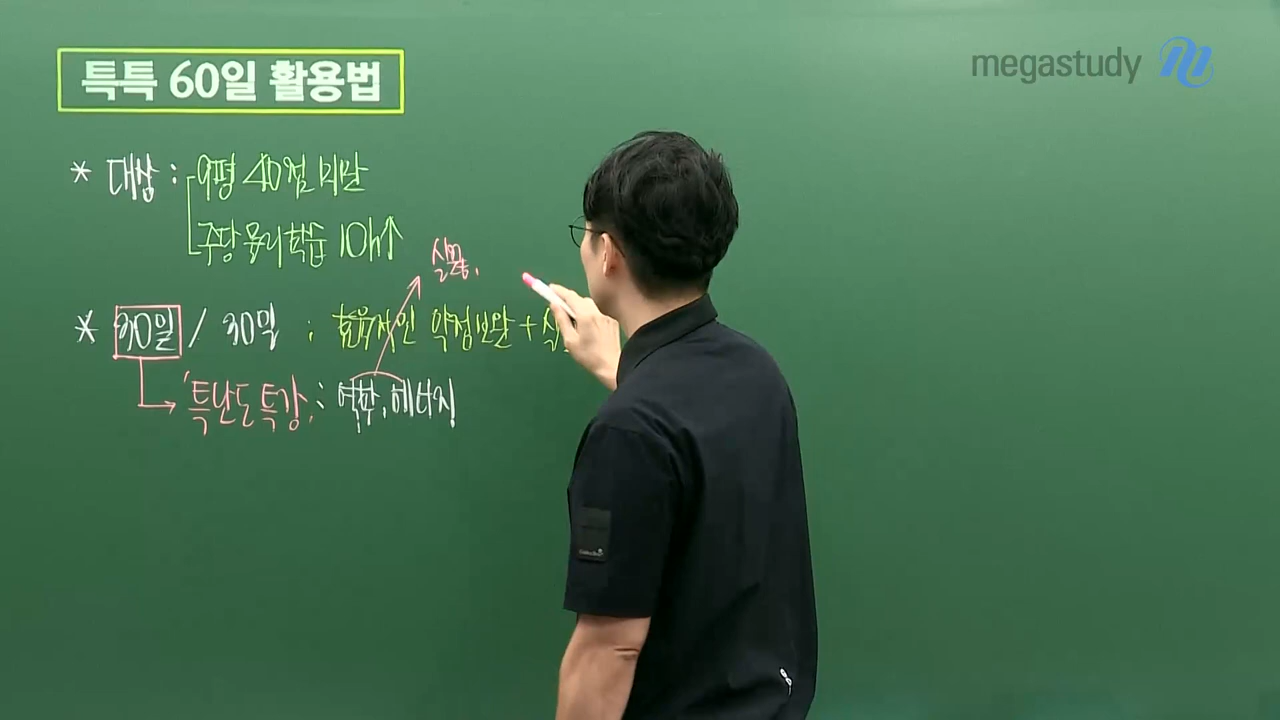 특특 60일 활용법
megastudy
* 대상 : 9평 40점 미만
주당 물리학습 10h↑
실모.
* 30일 / 30일 : 효율적인 약점보완 +
→ '특난도 특강' : 역학, 에너지